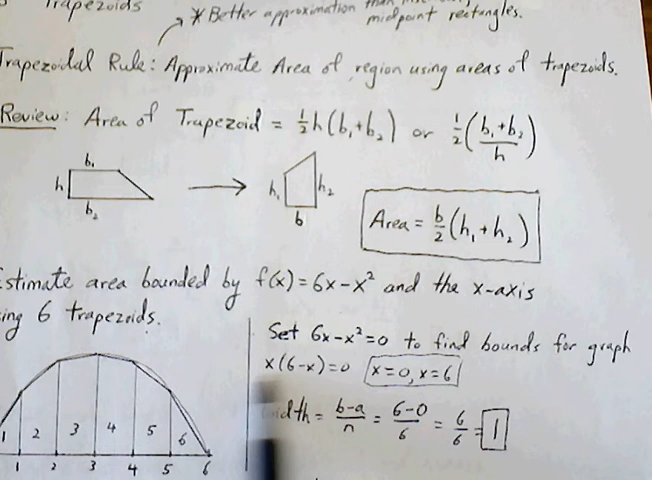 Trapezoids
* Better approximation than
midpoint rectangles.
Trapezoidal Rule: Approximate Area of region using areas of trapezoids.
Review: Area of Trapezoid = 1/2 h (b₁+b₂) or 1/2 ((b₁+b₂)/h)
b₁
h
b₂
h₁
h₂
b
Area = b/2 (h₁+h₂)
Estimate area bounded by f(x) = 6x-x² and the x-axis
ing 6 trapezoids.
Set 6x-x²=0 to find bounds for graph
x(6-x)=0 x=0, x=6
width = (b-a)/n = (6-0)/6 = 6/6 = 1
1 2 3 4 5 6
1 2 3 4 5 6